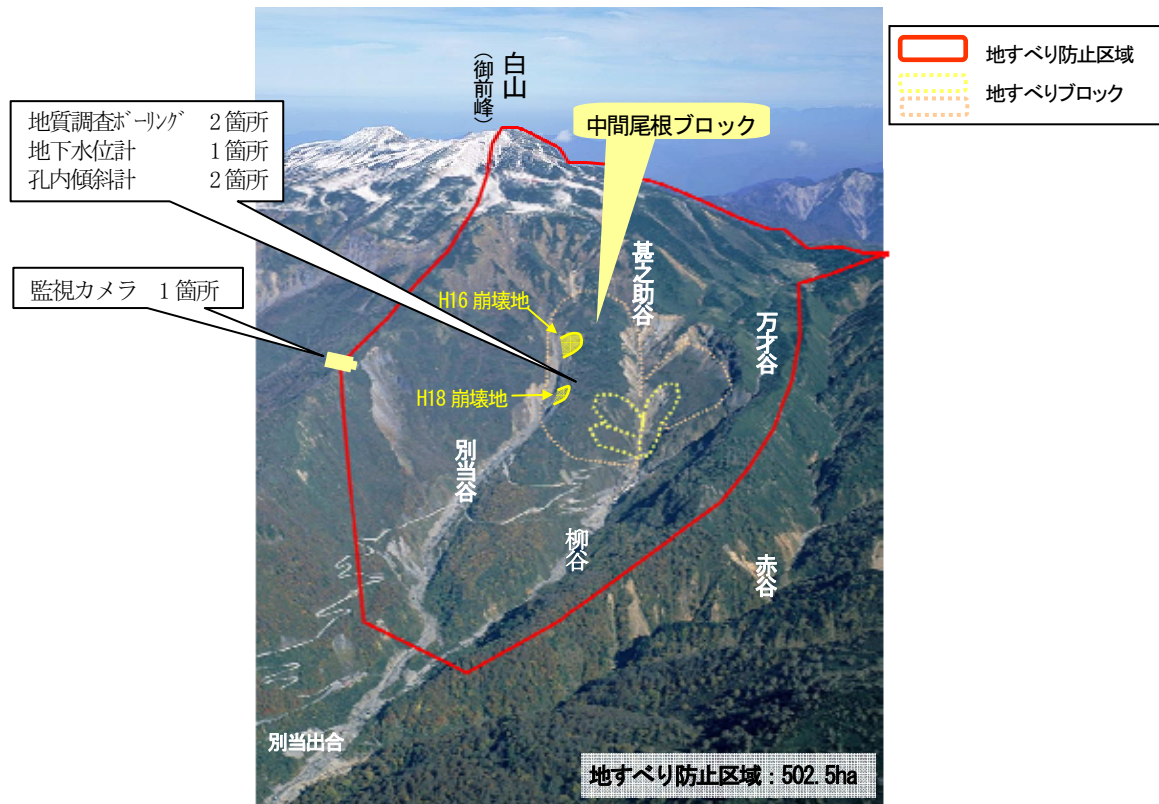 白山
(御前峰)
地すべり防止区域
地すべりブロック
地質調査ボーリング 2箇所
地下水位計 1箇所
孔内傾斜計 2箇所
中間尾根ブロック
監視カメラ 1箇所
H16 崩壊地
H18 崩壊地
甚之助谷
万才谷
別当谷
柳谷
赤谷
別当出合
地すべり防止区域：502.5ha